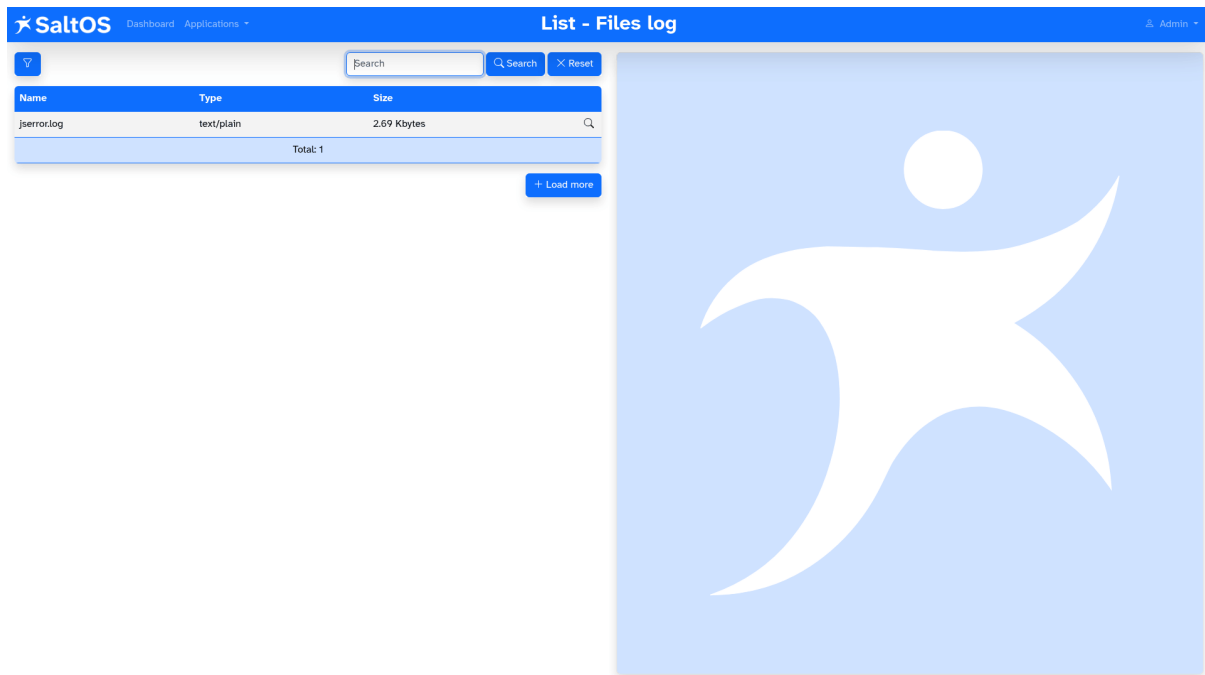 SaltOS Dashboard Applications List - Files log Admin
Search Search Reset
Name Type Size
jserror.log text/plain 2.69 Kbytes
Total: 1
+ Load more